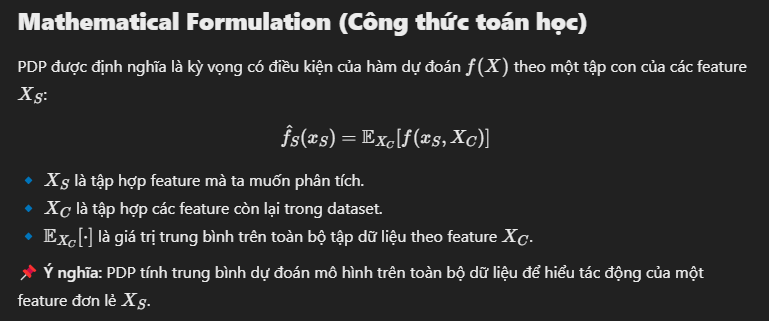 Mathematical Formulation (Công thức toán học)
PDP được định nghĩa là kỳ vọng có điều kiện của hàm dự đoán f(X) theo một tập con của các feature
X_S:
f̂_S(x_S) = 𝔼_{X_C}[f(x_S, X_C)]
🔹 X_S là tập hợp feature mà ta muốn phân tích.
🔹 X_C là tập hợp các feature còn lại trong dataset.
🔹 𝔼_{X_C}[·] là giá trị trung bình trên toàn bộ tập dữ liệu theo feature X_C.
📌 Ý nghĩa: PDP tính trung bình dự đoán mô hình trên toàn bộ dữ liệu để hiểu tác động của một
feature đơn lẻ X_S.